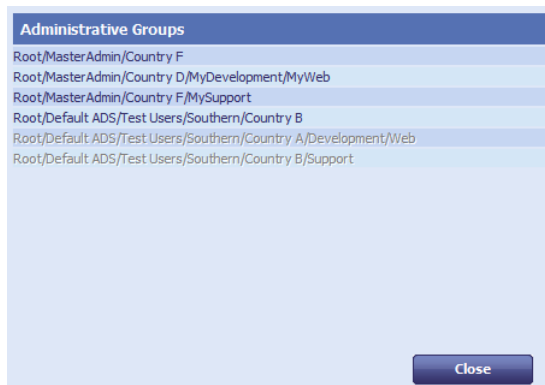 Administrative Groups
Root/MasterAdmin/Country F
Root/MasterAdmin/Country D/MyDevelopment/MyWeb
Root/MasterAdmin/Country F/MySupport
Root/Default ADS/Test Users/Southern/Country B
Root/Default ADS/Test Users/Southern/Country A/Development/Web
Root/Default ADS/Test Users/Southern/Country B/Support
Close